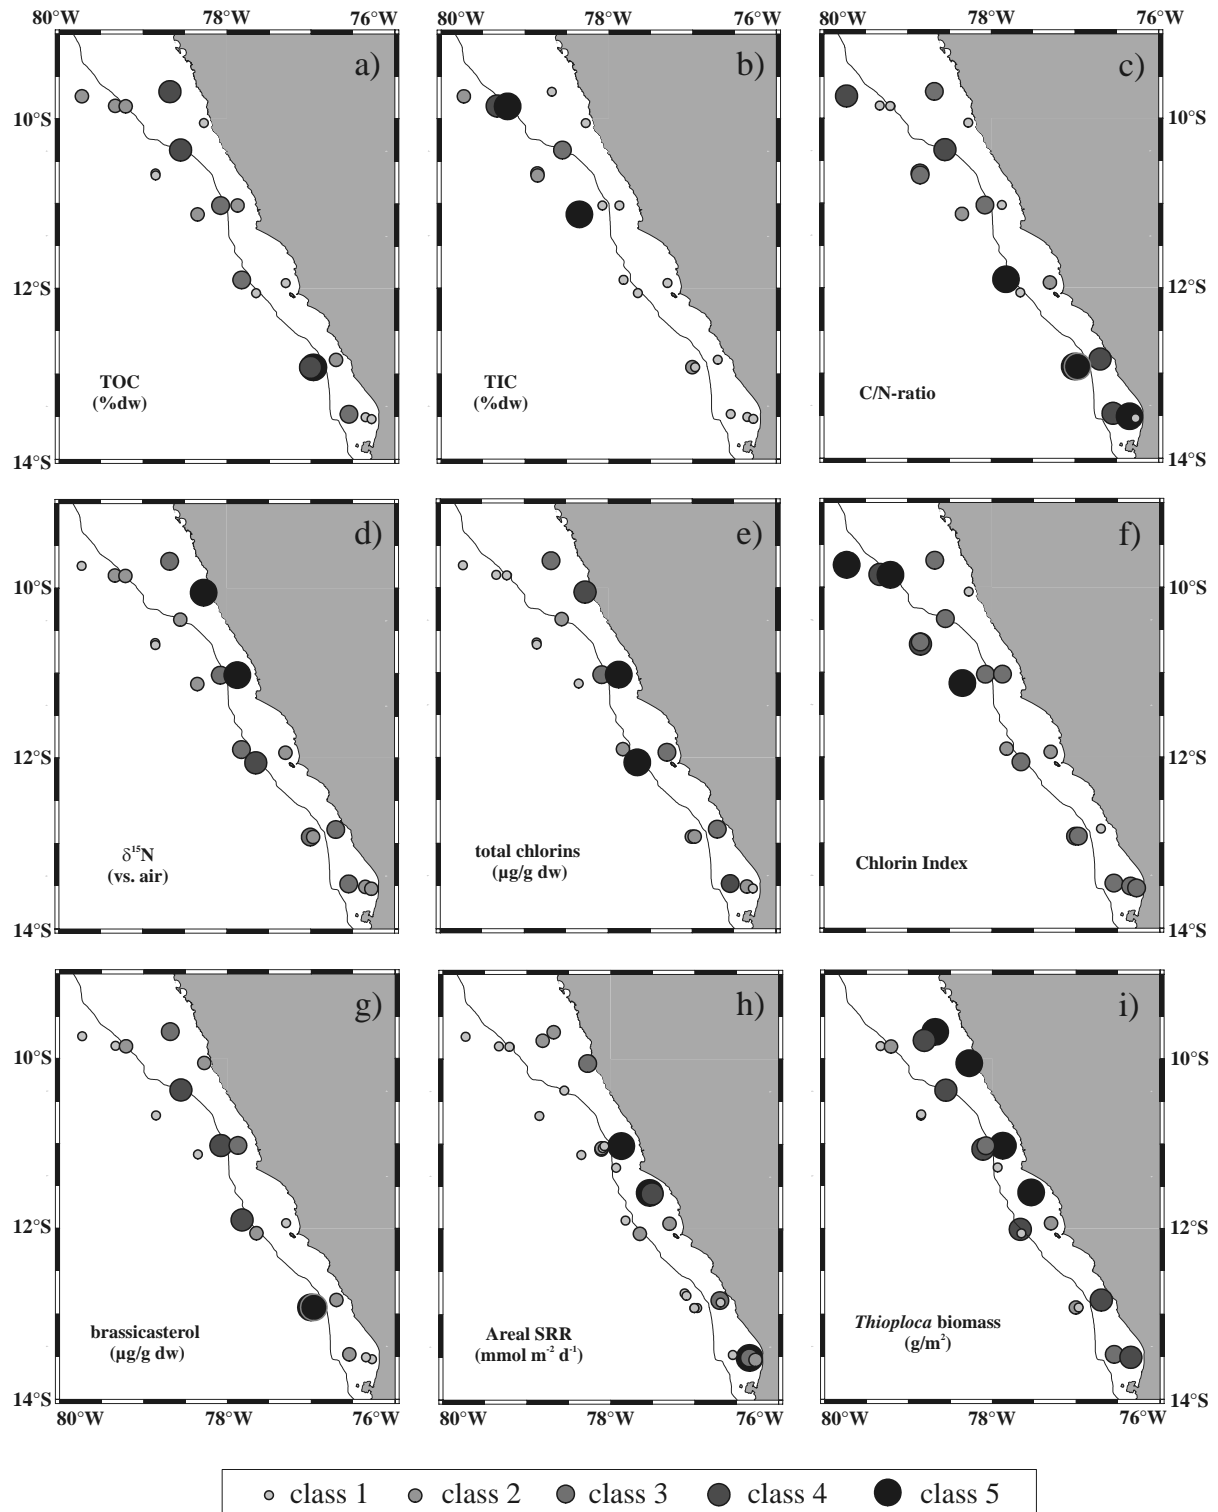 80°W 78°W 76°W 78°W 76°W 78°W 76°W
a) b) c)
10°S 10°S
12°S 12°S
TOC
(%dw)
TIC
(%dw)
C/N-ratio
14°S 14°S
d) e) f)
10°S 10°S
12°S 12°S
δ¹⁵N
(vs. air)
total chlorins
(µg/g dw)
Chlorin Index
14°S 14°S
g) h) i)
10°S 10°S
12°S 12°S
brassicasterol
(µg/g dw)
Areal SRR
(mmol m⁻² d⁻¹)
Thioploca biomass
(g/m²)
14°S 14°S
80°W 78°W 76°W 78°W 76°W 80°W 78°W 76°W
class 1 class 2 class 3 class 4 class 5